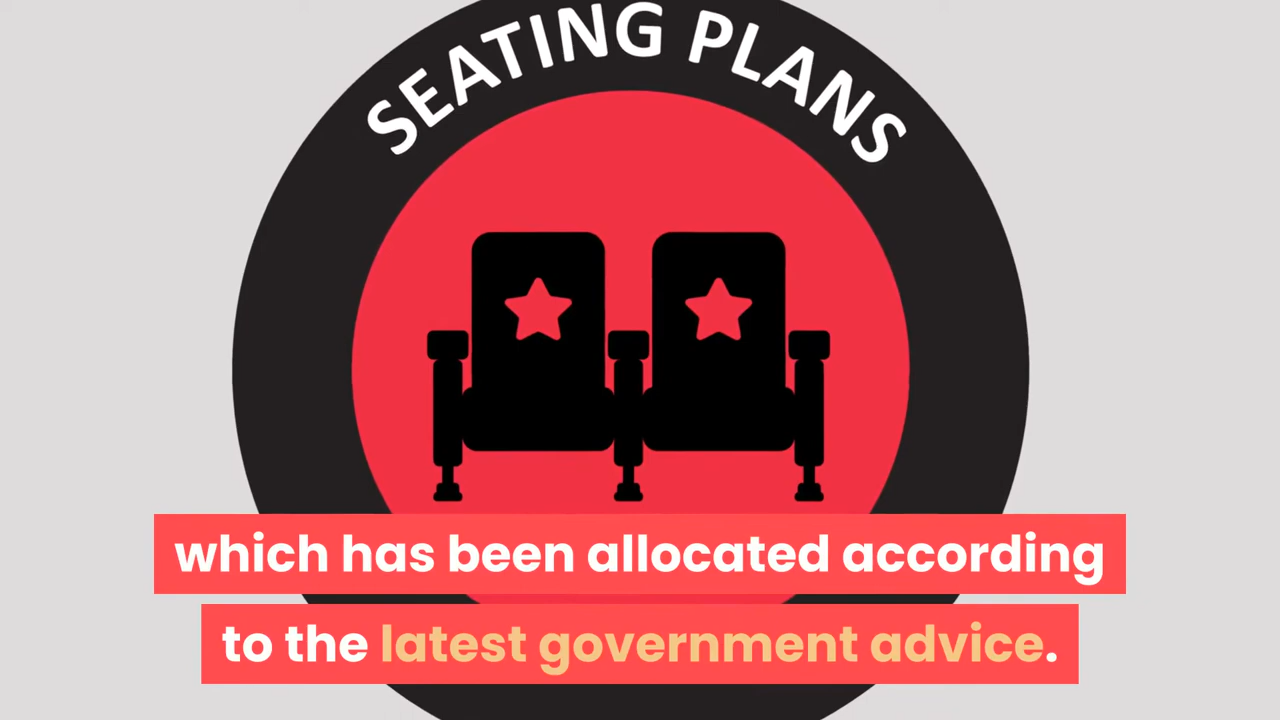 SEATING PLANS
which has been allocated according
to the latest government advice.